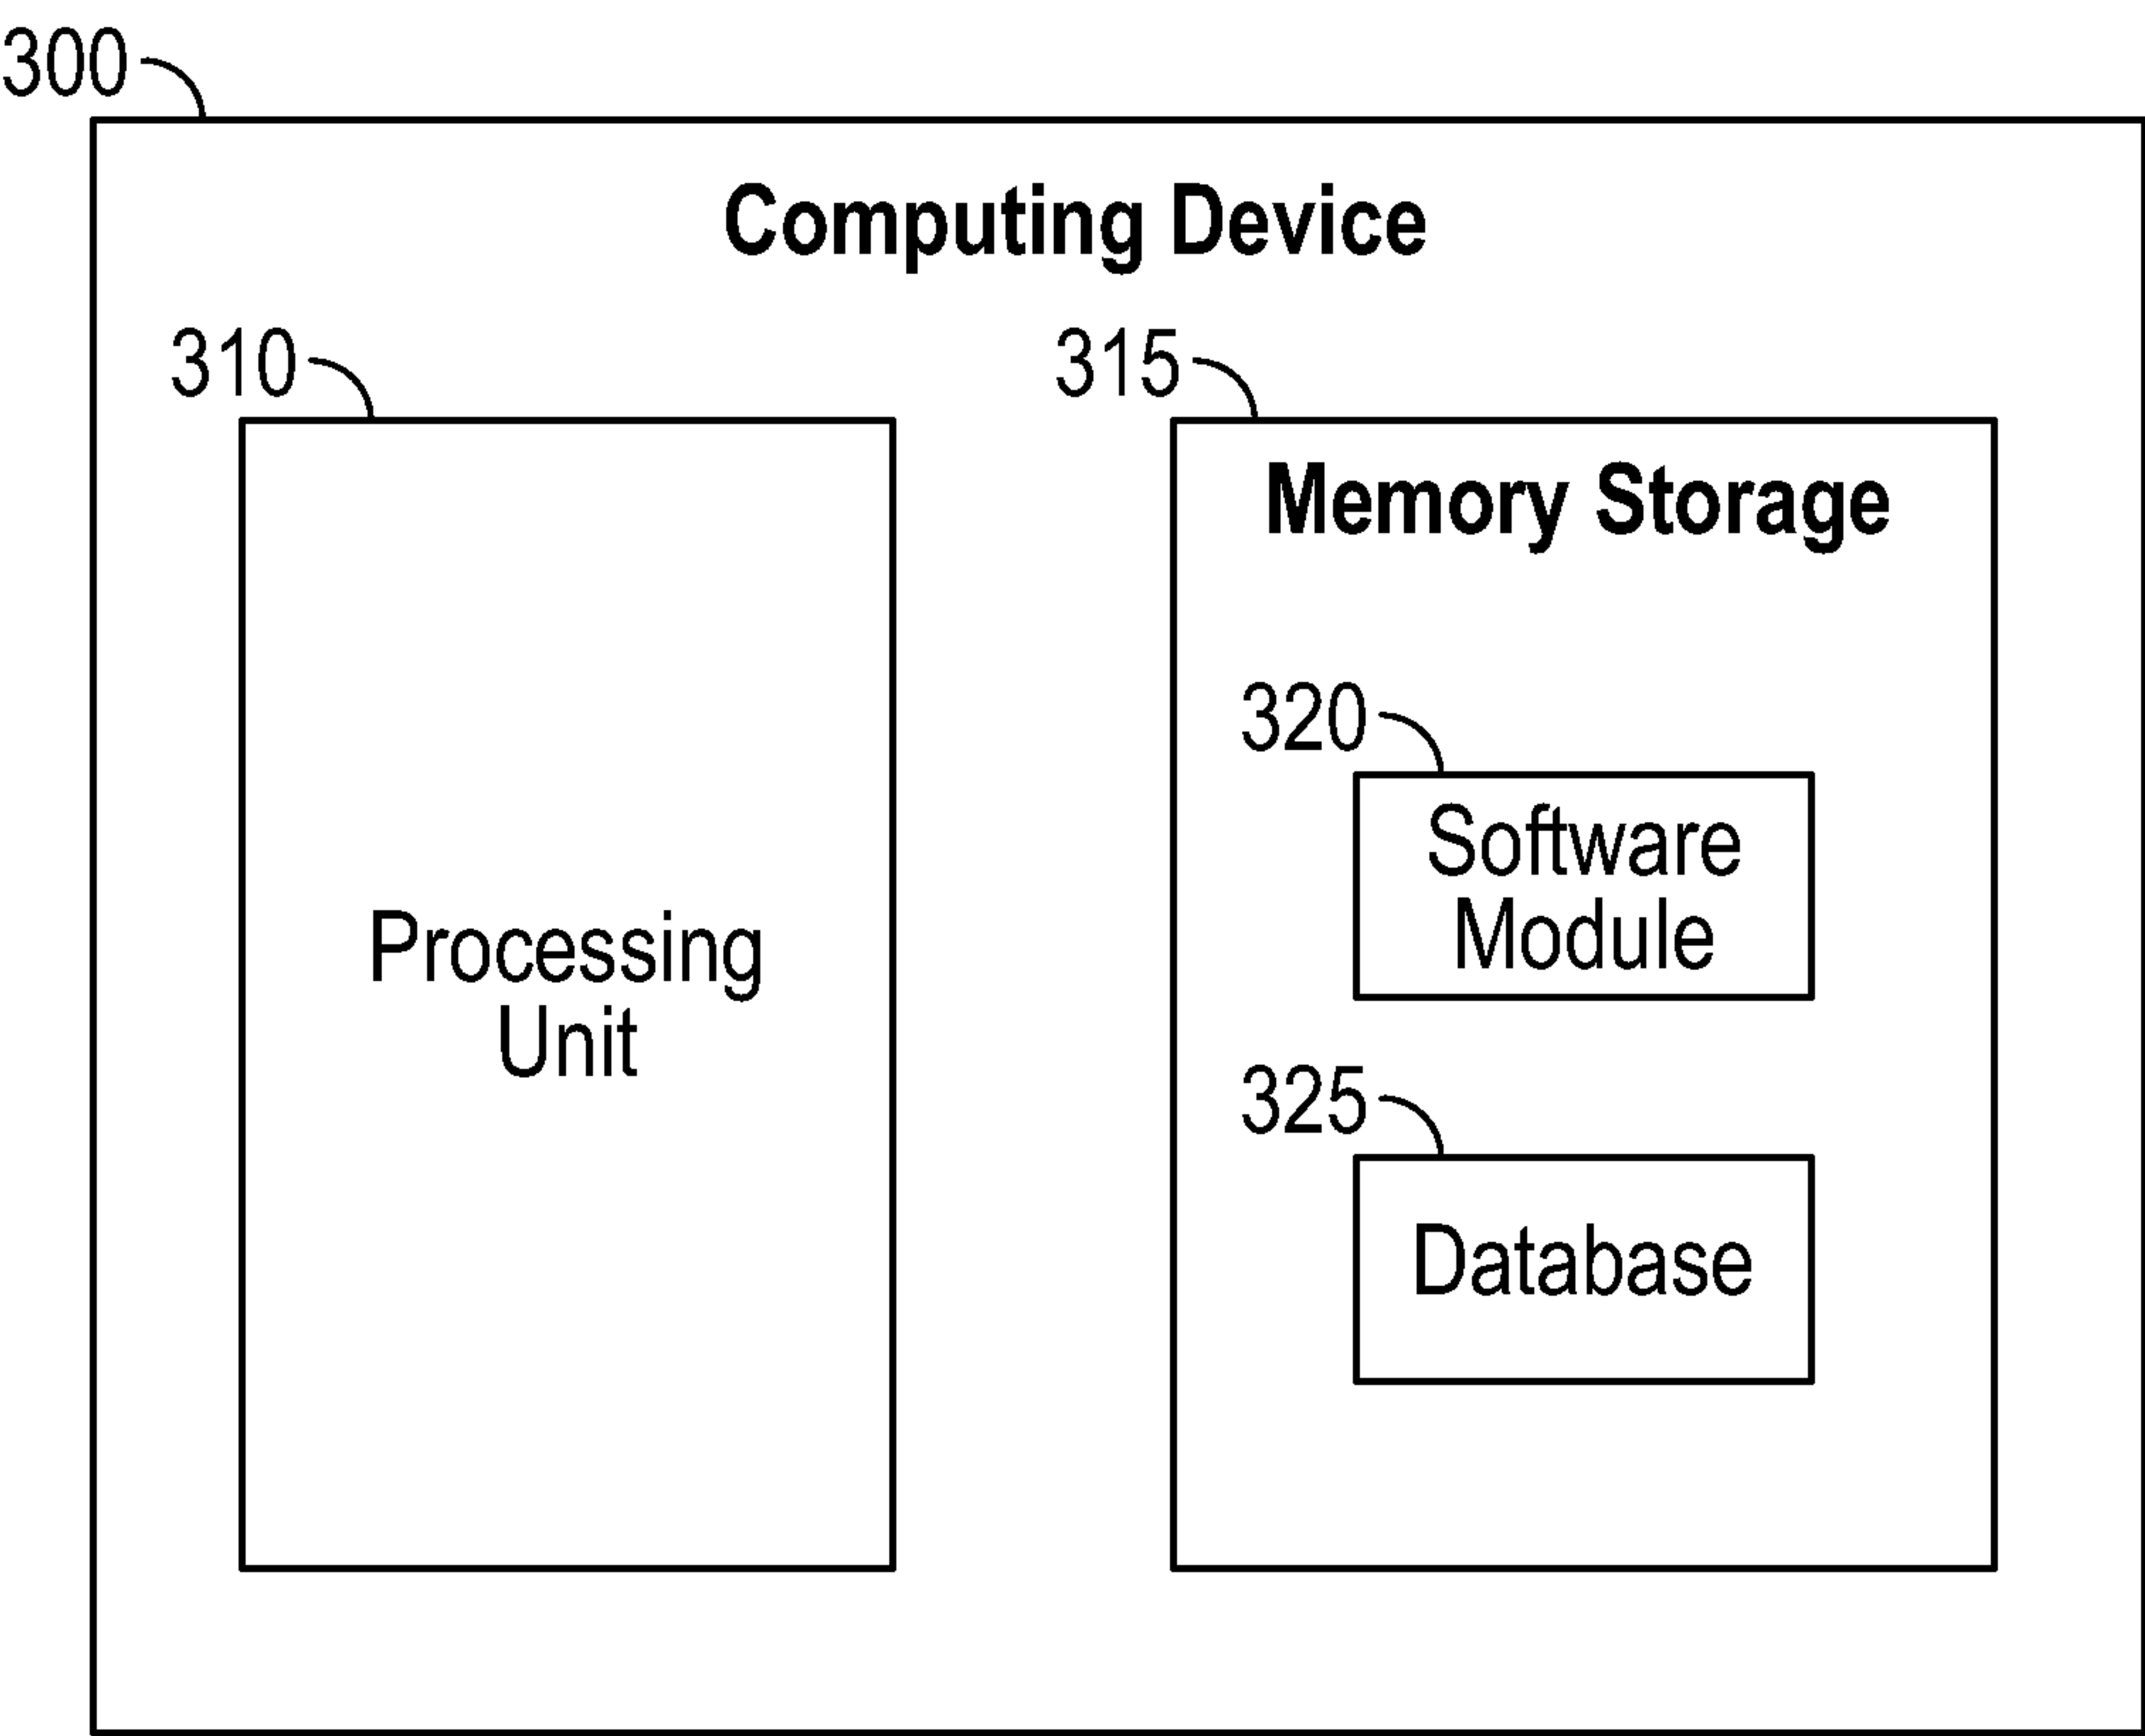 300
Computing Device
310
315
Memory Storage
320
Software
Module
Processing
Unit
325
Database